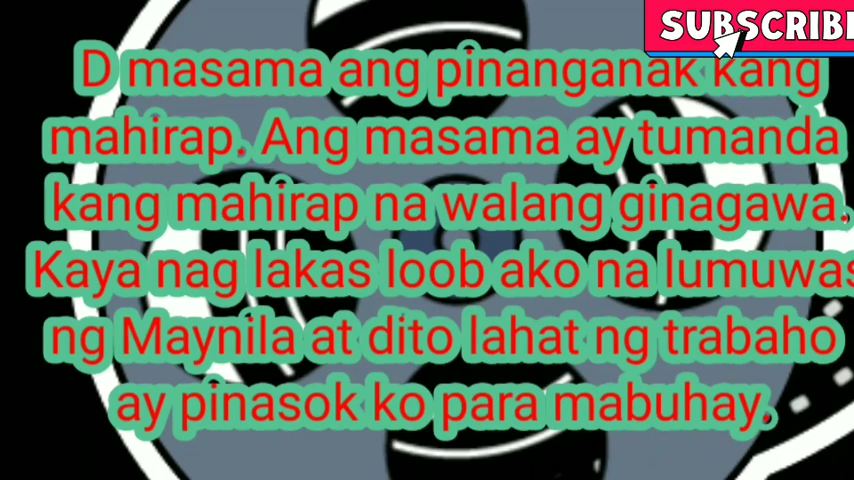 SUBSCRIBE
D masama ang pinanganak kang
mahirap. Ang masama ay tumanda
kang mahirap na walang ginagawa.
Kaya nag lakas loob ako na lumuwas
ng Maynila at dito lahat ng trabaho
ay pinasok ko para mabuhay.